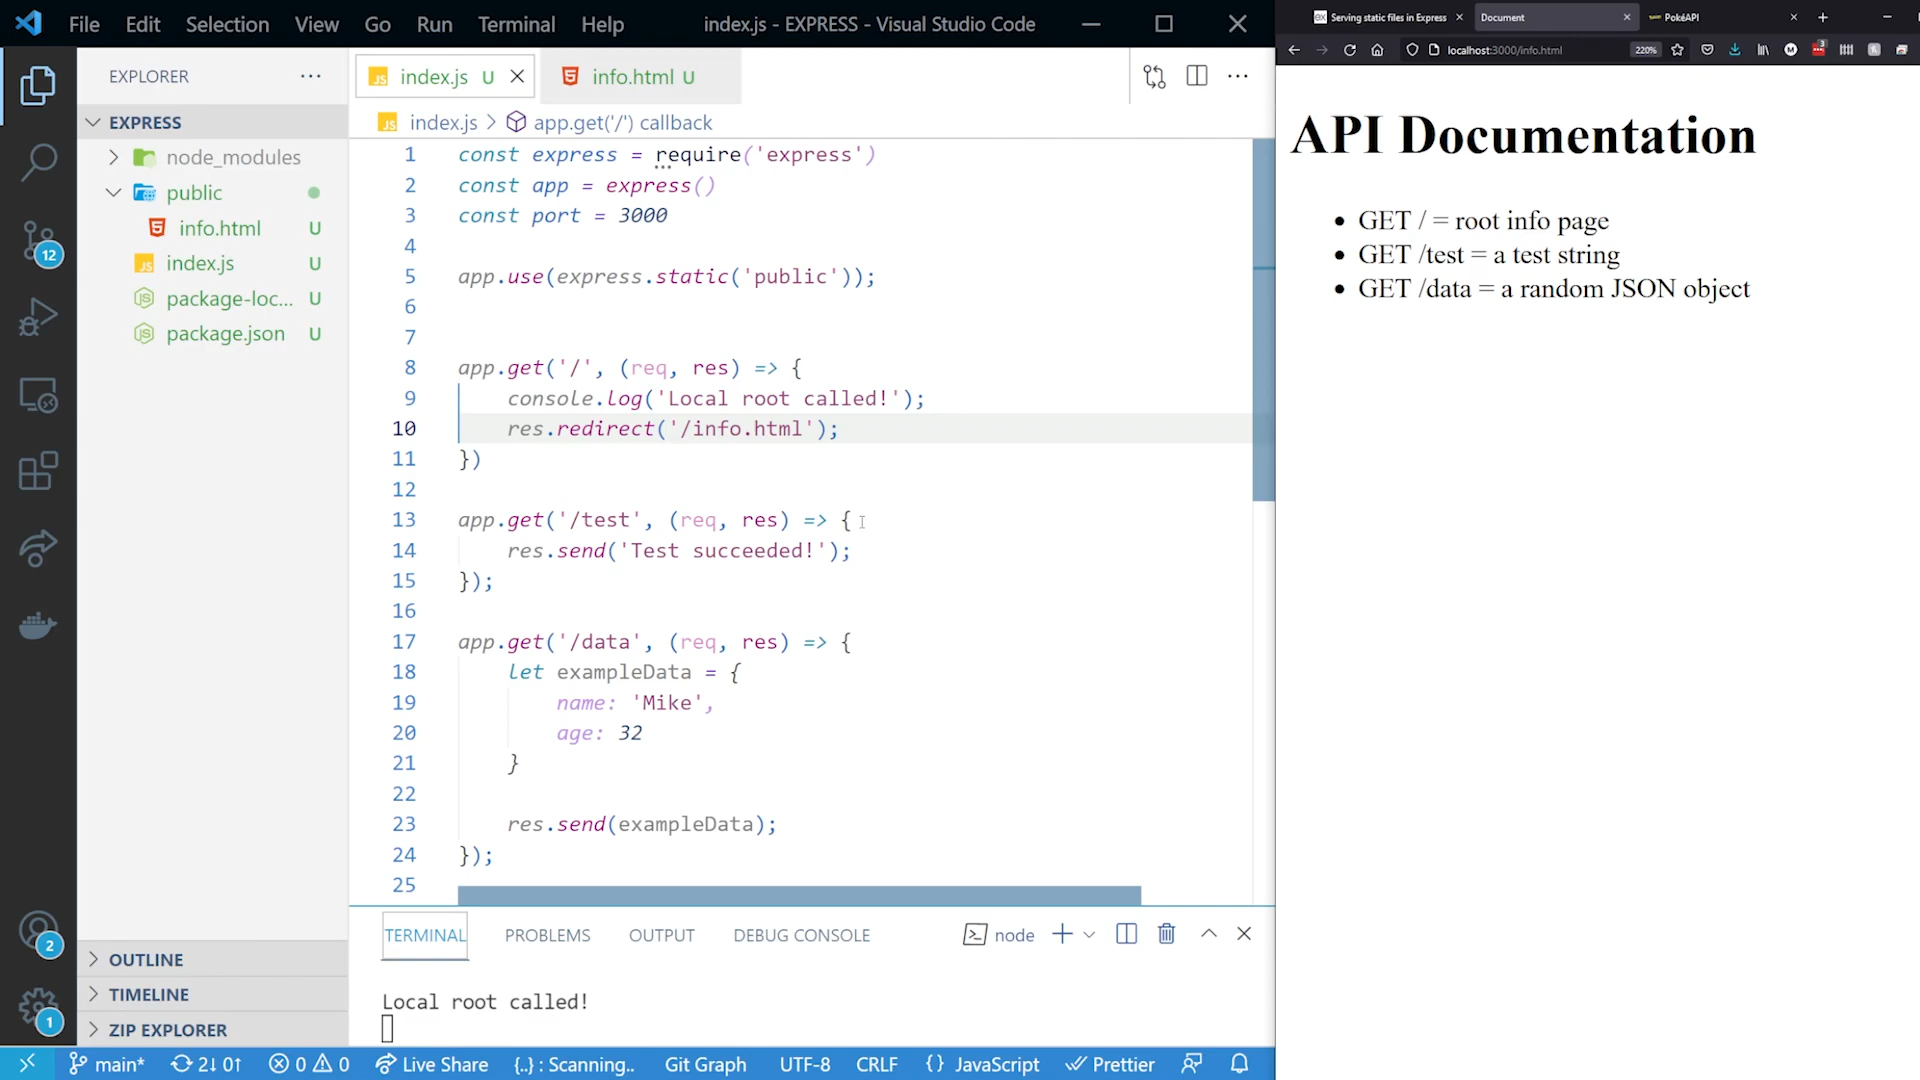 File Edit Selection View Go Run Terminal Help index.js - EXPRESS - Visual Studio Code
EXPLORER
EXPRESS
node_modules
public
info.html U
index.js U
package-loc... U
package.json U
OUTLINE
TIMELINE
ZIP EXPLORER
12
2
1
index.js U
info.html U
index.js > app.get('/') callback
1 const express = require('express')
2 const app = express()
3 const port = 3000
4
5 app.use(express.static('public'));
6
7
8 app.get('/', (req, res) => {
9 console.log('Local root called!');
10 res.redirect('/info.html');
11 })
12
13 app.get('/test', (req, res) => {
14 res.send('Test succeeded!');
15 });
16
17 app.get('/data', (req, res) => {
18 let exampleData = {
19 name: 'Mike',
20 age: 32
21 }
22
23 res.send(exampleData);
24 });
25
TERMINAL PROBLEMS OUTPUT DEBUG CONSOLE node
Local root called!
main* 2↓ 0↑ 0 0 Live Share {..} : Scanning.. Git Graph UTF-8 CRLF {} JavaScript Prettier
ex Serving static files in Express
Document
PokéAPI
localhost:3000/info.html 220%
3
API Documentation
• GET / = root info page
• GET /test = a test string
• GET /data = a random JSON object